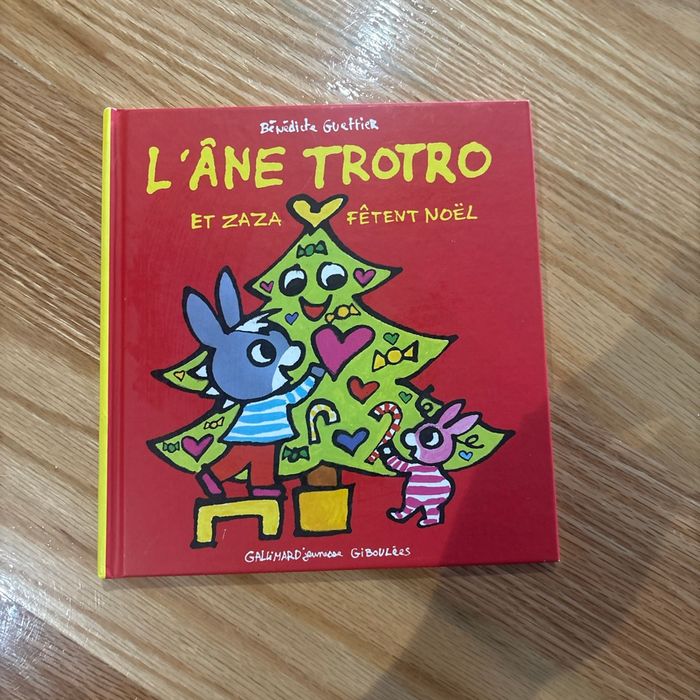 Bénédicte Guettier
L'ÂNE TROTRO
ET ZAZA FÊTENT NOËL
GALLIMARD jeunesse GIBOULÉES